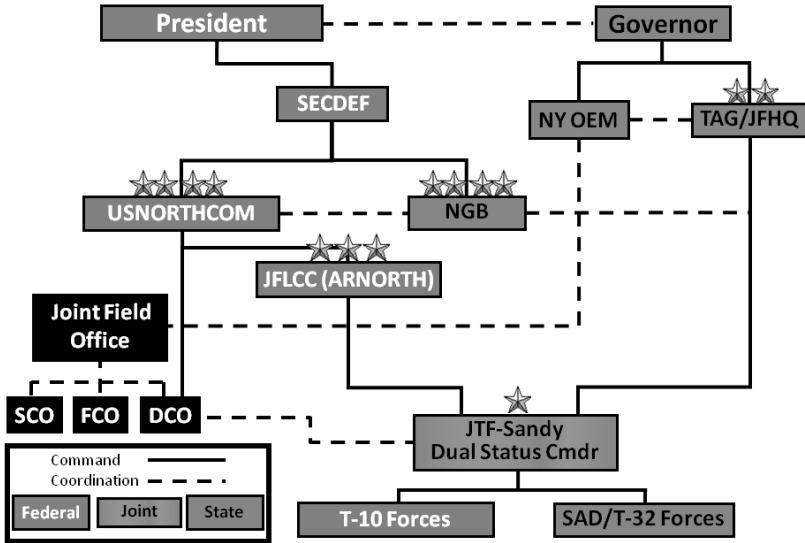 President
Governor
SECDEF
NY OEM
TAG/JFHQ
USNORTHCOM
NGB
JFLCC (ARNORTH)
Joint Field
Office
SCO
FCO
DCO
JTF-Sandy
Dual Status Cmdr
Command
Coordination
Federal
Joint
State
T-10 Forces
SAD/T-32 Forces